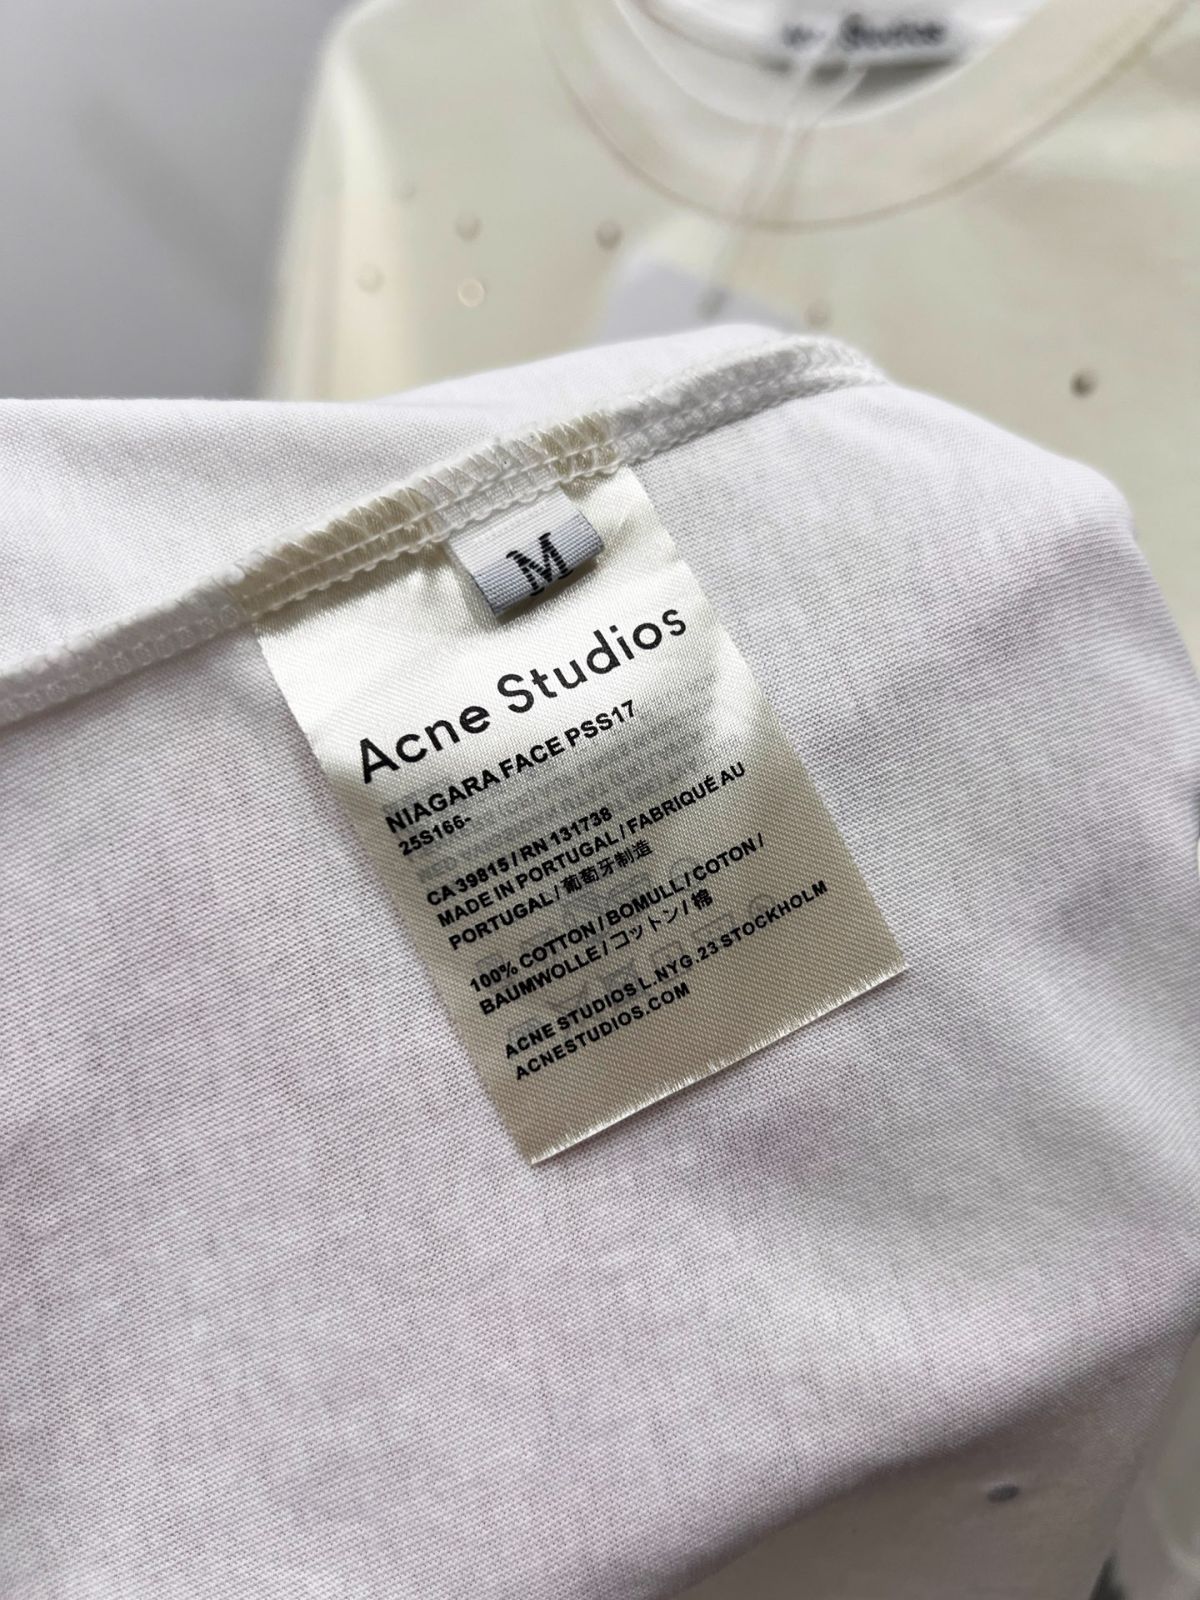 Studios
M
Acne Studios
NIAGARA FACE PSS17
25S166-
CA 39815 / RN 131738
MADE IN PORTUGAL / FABRIQUÉ AU
PORTUGAL / 葡萄牙制造
100% COTTON / BOMULL / COTON /
BAUMWOLLE / コットン / 棉
ACNE STUDIOS L.NYG.23 STOCKHOLM
ACNESTUDIOS.COM